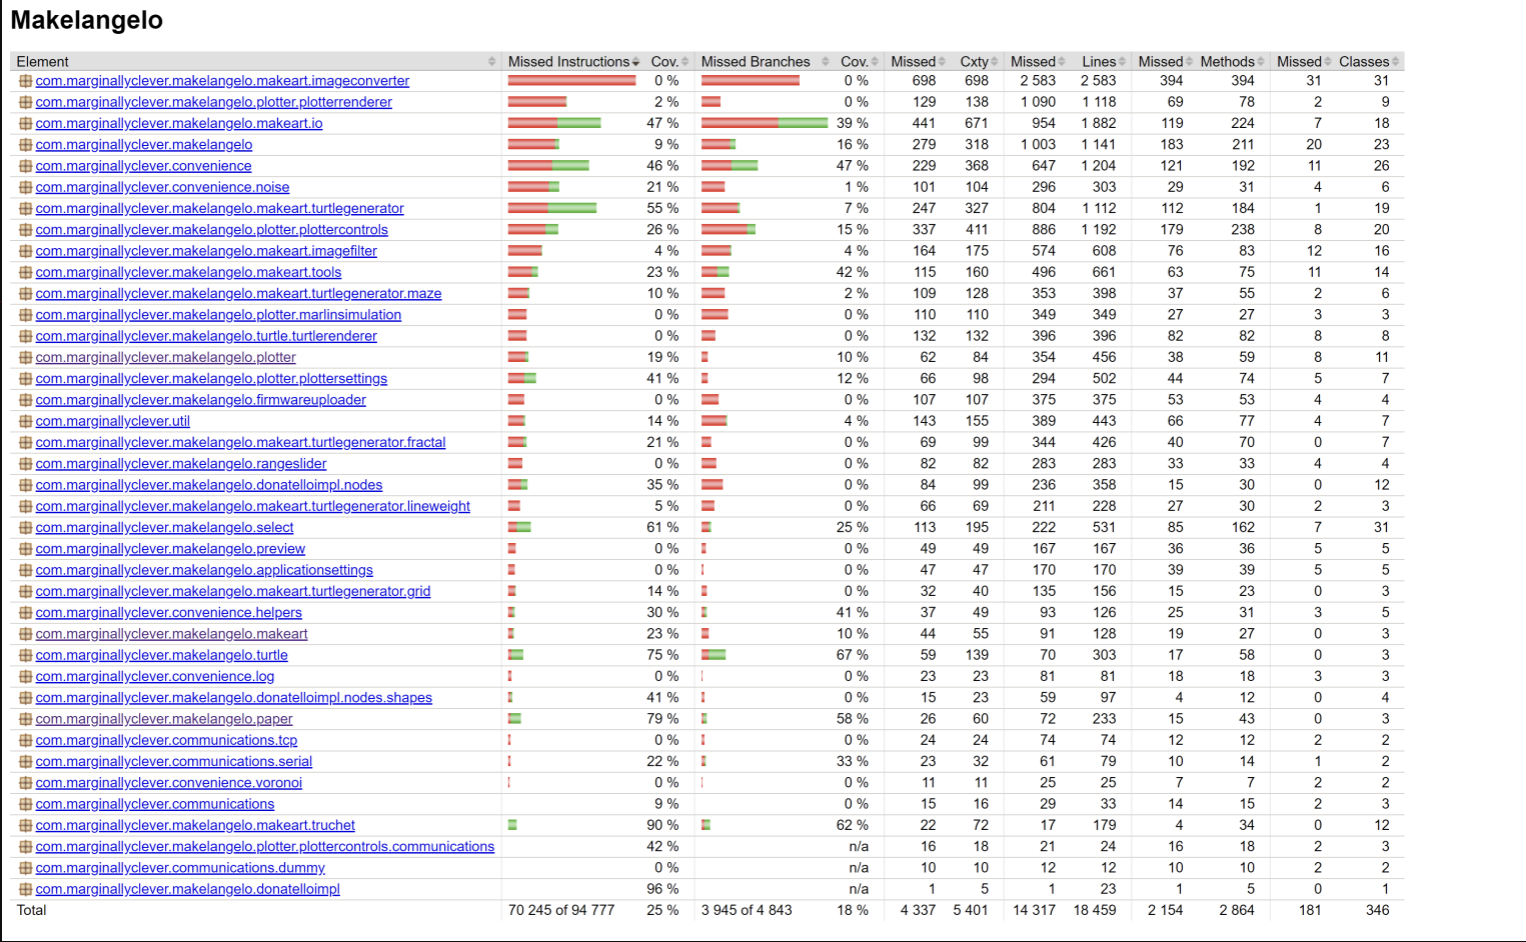 Makelangelo
Element Missed Instructions Cov. Missed Branches Cov. Missed Cxty Missed Lines Missed Methods Missed Classes
com.marginallyclever.makelangelo.makeart.imageconverter 0 % 0 % 698 698 2 583 2 583 394 394 31 31
com.marginallyclever.makelangelo.plotter.plotterrenderer 2 % 0 % 129 138 1 090 1 118 69 78 2 9
com.marginallyclever.makelangelo.makeart.io 47 % 39 % 441 671 954 1 882 119 224 7 18
com.marginallyclever.makelangelo 9 % 16 % 279 318 1 003 1 141 183 211 20 23
com.marginallyclever.convenience 46 % 47 % 229 368 647 1 204 121 192 11 26
com.marginallyclever.convenience.noise 21 % 1 % 101 104 296 303 29 31 4 6
com.marginallyclever.makelangelo.makeart.turtlegenerator 55 % 7 % 247 327 804 1 112 112 184 1 19
com.marginallyclever.makelangelo.plotter.plottercontrols 26 % 15 % 337 411 886 1 192 179 238 8 20
com.marginallyclever.makelangelo.makeart.imagefilter 4 % 4 % 164 175 574 608 76 83 12 16
com.marginallyclever.makelangelo.makeart.tools 23 % 42 % 115 160 496 661 63 75 11 14
com.marginallyclever.makelangelo.makeart.turtlegenerator.maze 10 % 2 % 109 128 353 398 37 55 2 6
com.marginallyclever.makelangelo.plotter.marlinsimulation 0 % 0 % 110 110 349 349 27 27 3 3
com.marginallyclever.makelangelo.turtle.turtlerenderer 0 % 0 % 132 132 396 396 82 82 8 8
com.marginallyclever.makelangelo.plotter 19 % 10 % 62 84 354 456 38 59 8 11
com.marginallyclever.makelangelo.plotter.plottersettings 41 % 12 % 66 98 294 502 44 74 5 7
com.marginallyclever.makelangelo.firmwareuploader 0 % 0 % 107 107 375 375 53 53 4 4
com.marginallyclever.util 14 % 4 % 143 155 389 443 66 77 4 7
com.marginallyclever.makelangelo.makeart.turtlegenerator.fractal 21 % 0 % 69 99 344 426 40 70 0 7
com.marginallyclever.makelangelo.rangeslider 0 % 0 % 82 82 283 283 33 33 4 4
com.marginallyclever.makelangelo.donatelloimpl.nodes 35 % 0 % 84 99 236 358 15 30 0 12
com.marginallyclever.makelangelo.makeart.turtlegenerator.lineweight 5 % 0 % 66 69 211 228 27 30 2 3
com.marginallyclever.makelangelo.select 61 % 25 % 113 195 222 531 85 162 7 31
com.marginallyclever.makelangelo.preview 0 % 0 % 49 49 167 167 36 36 5 5
com.marginallyclever.makelangelo.applicationsettings 0 % 0 % 47 47 170 170 39 39 5 5
com.marginallyclever.makelangelo.makeart.turtlegenerator.grid 14 % 0 % 32 40 135 156 15 23 0 3
com.marginallyclever.convenience.helpers 30 % 41 % 37 49 93 126 25 31 3 5
com.marginallyclever.makelangelo.makeart 23 % 10 % 44 55 91 128 19 27 0 3
com.marginallyclever.makelangelo.turtle 75 % 67 % 59 139 70 303 17 58 0 3
com.marginallyclever.convenience.log 0 % 0 % 23 23 81 81 18 18 3 3
com.marginallyclever.makelangelo.donatelloimpl.nodes.shapes 41 % 0 % 15 23 59 97 4 12 0 4
com.marginallyclever.makelangelo.paper 79 % 58 % 26 60 72 233 15 43 0 3
com.marginallyclever.communications.tcp 0 % 0 % 24 24 74 74 12 12 2 2
com.marginallyclever.communications.serial 22 % 33 % 23 32 61 79 10 14 1 2
com.marginallyclever.convenience.voronoi 0 % 0 % 11 11 25 25 7 7 2 2
com.marginallyclever.communications 9 % 0 % 15 16 29 33 14 15 2 3
com.marginallyclever.makelangelo.makeart.truchet 90 % 62 % 22 72 17 179 4 34 0 12
com.marginallyclever.makelangelo.plotter.plottercontrols.communications 42 % n/a 16 18 21 24 16 18 2 3
com.marginallyclever.communications.dummy 0 % n/a 10 10 12 12 10 10 2 2
com.marginallyclever.makelangelo.donatelloimpl 96 % n/a 1 5 1 23 1 5 0 1
Total 70 245 of 94 777 25 % 3 945 of 4 843 18 % 4 337 5 401 14 317 18 459 2 154 2 864 181 346